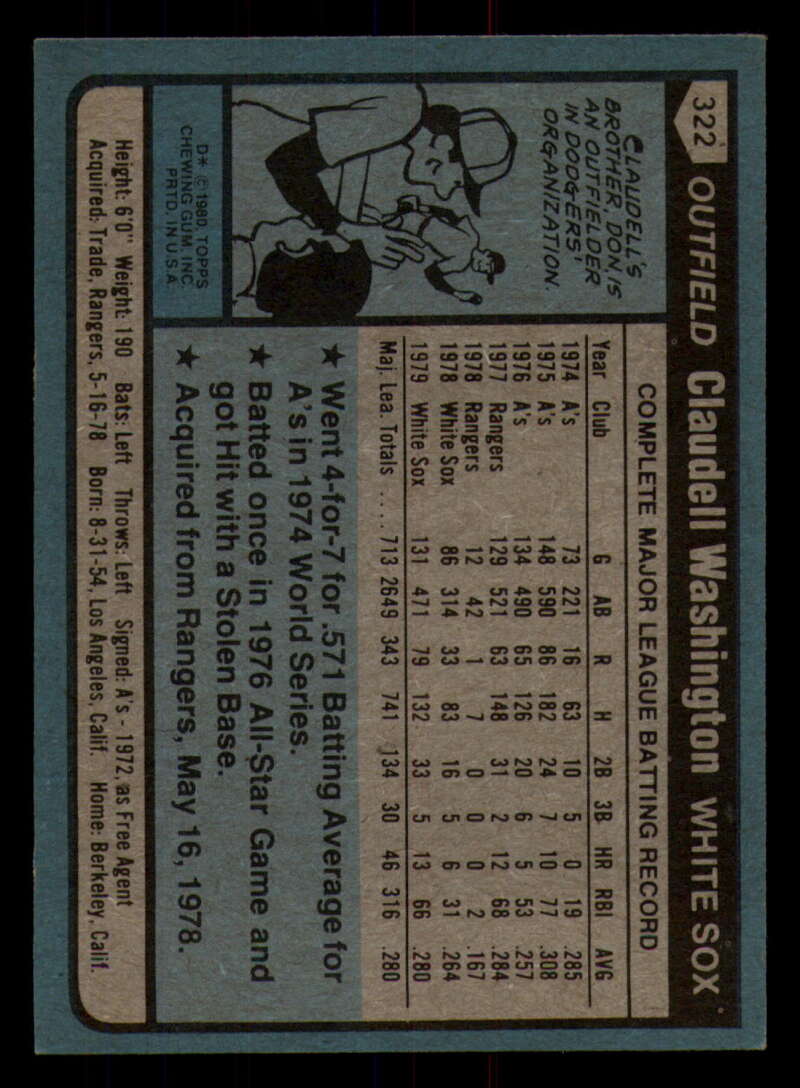 322 OUTFIELD Claudell Washington WHITE SOX
CLAUDELL'S
BROTHER, DON, IS
AN OUTFIELDER
IN DODGERS'
ORGANIZATION.
D* © 1980 TOPPS
CHEWING GUM INC.
PRTD. IN U.S.A.
COMPLETE MAJOR LEAGUE BATTING RECORD
Year Club G AB R H 2B 3B HR RBI AVG
1974 A's 73 221 16 63 10 5 0 19 .285
1975 A's 148 590 86 182 24 7 10 77 .308
1976 A's 134 490 65 126 20 6 5 53 .257
1977 Rangers 129 521 63 148 31 2 12 68 .284
1978 Rangers 12 42 1 7 0 0 0 2 .167
1978 White Sox 86 314 33 83 16 5 6 31 .264
1979 White Sox 131 471 79 132 33 5 13 66 .280
Maj. Lea. Totals .... 713 2649 343 741 134 30 46 316 .280
★ Went 4-for-7 for .571 Batting Average for
A's in 1974 World Series.
★ Batted once in 1976 All-Star Game and
got Hit with a Stolen Base.
★ Acquired from Rangers, May 16, 1978.
Height: 6'0" Weight: 190 Bats: Left Throws: Left Signed: A's - 1972, as Free Agent
Acquired: Trade, Rangers, 5-16-78 Born: 8-31-54, Los Angeles, Calif. Home: Berkeley, Calif.